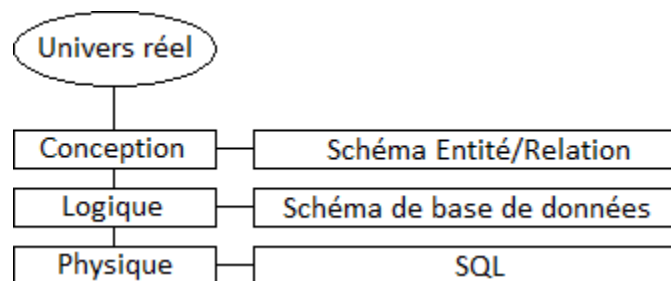 Univers réel
Conception
Schéma Entité/Relation
Logique
Schéma de base de données
Physique
SQL